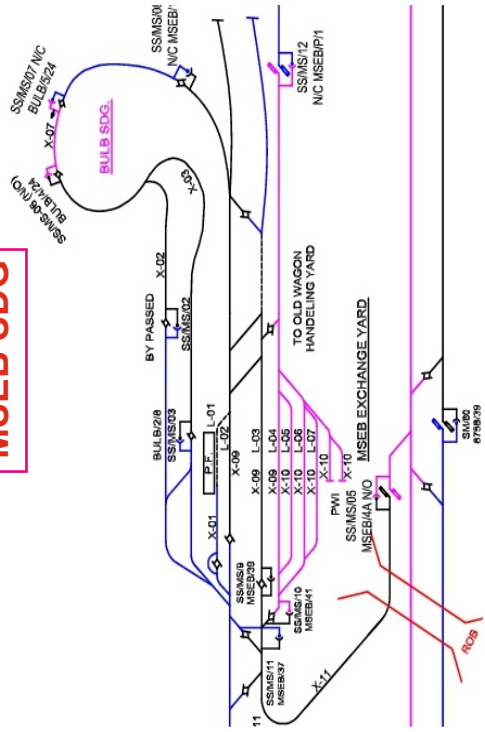 MSEB SDG
SS/MS/07 N/C
BULB/5/24
X-07
SS/MS-06 (N/O)
BULB/4/24
BULB SDG.
N/C MSEB/
SS/MS/12
N/C MSEB/P/1
X-03
X-02
BY PASSED
SS/MS/02
BULB/2/8
SS/MS/03
P.F.
L-01
L-02
X-01
X-09
X-09 L-03
X-09 L-04
X-10 L-05
X-10 L-06
X-10 L-07
X-10
X-10
TO OLD WAGON
HANDELING YARD
MSEB EXCHANGE YARD
PWI
SS/MS/05
MSEB/4A N/O
SS/MS/9
MSEB/39
SS/MS/10
MSEB/41
SS/MS/11
MSEB/37
11
X-11
ROB
SM/80
875B/39